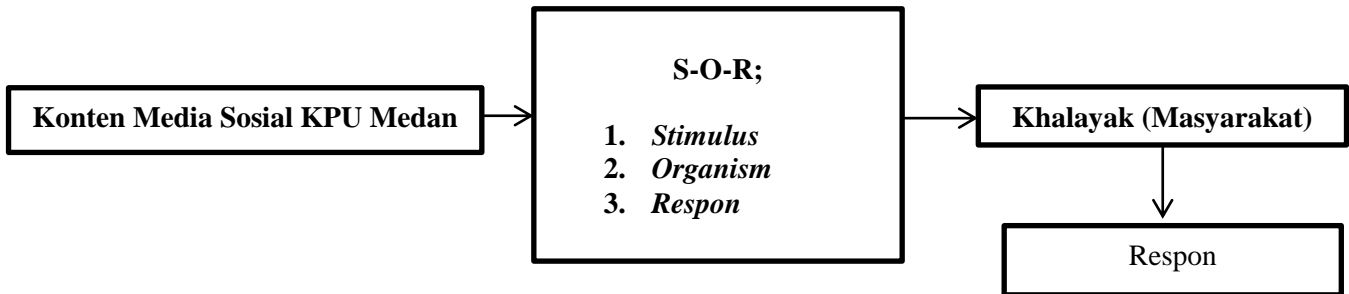 Konten Media Sosial KPU Medan
S-O-R;
1. Stimulus
2. Organism
3. Respon
Khalayak (Masyarakat)
Respon